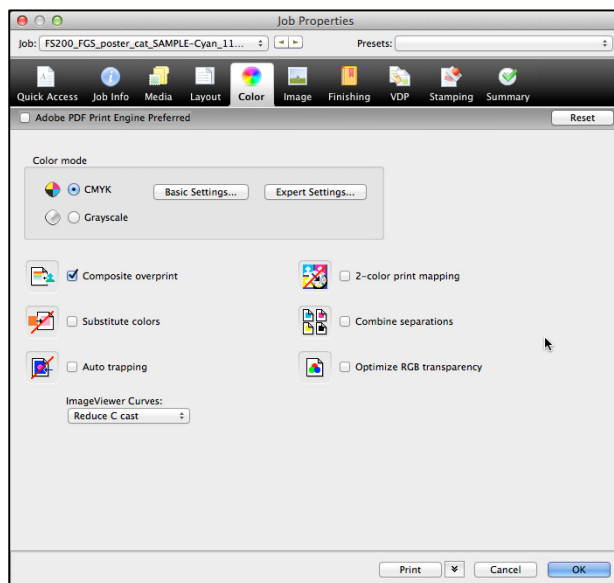 Job Properties
Job: FS200_FGS_poster_cat_SAMPLE-Cyan_11... Presets:
Quick Access Job Info Media Layout Color Image Finishing VDP Stamping Summary
Adobe PDF Print Engine Preferred Reset
Color mode
CMYK Basic Settings... Expert Settings...
Grayscale
Composite overprint 2-color print mapping
Substitute colors Combine separations
Auto trapping Optimize RGB transparency
ImageViewer Curves:
Reduce C cast
Print Cancel OK